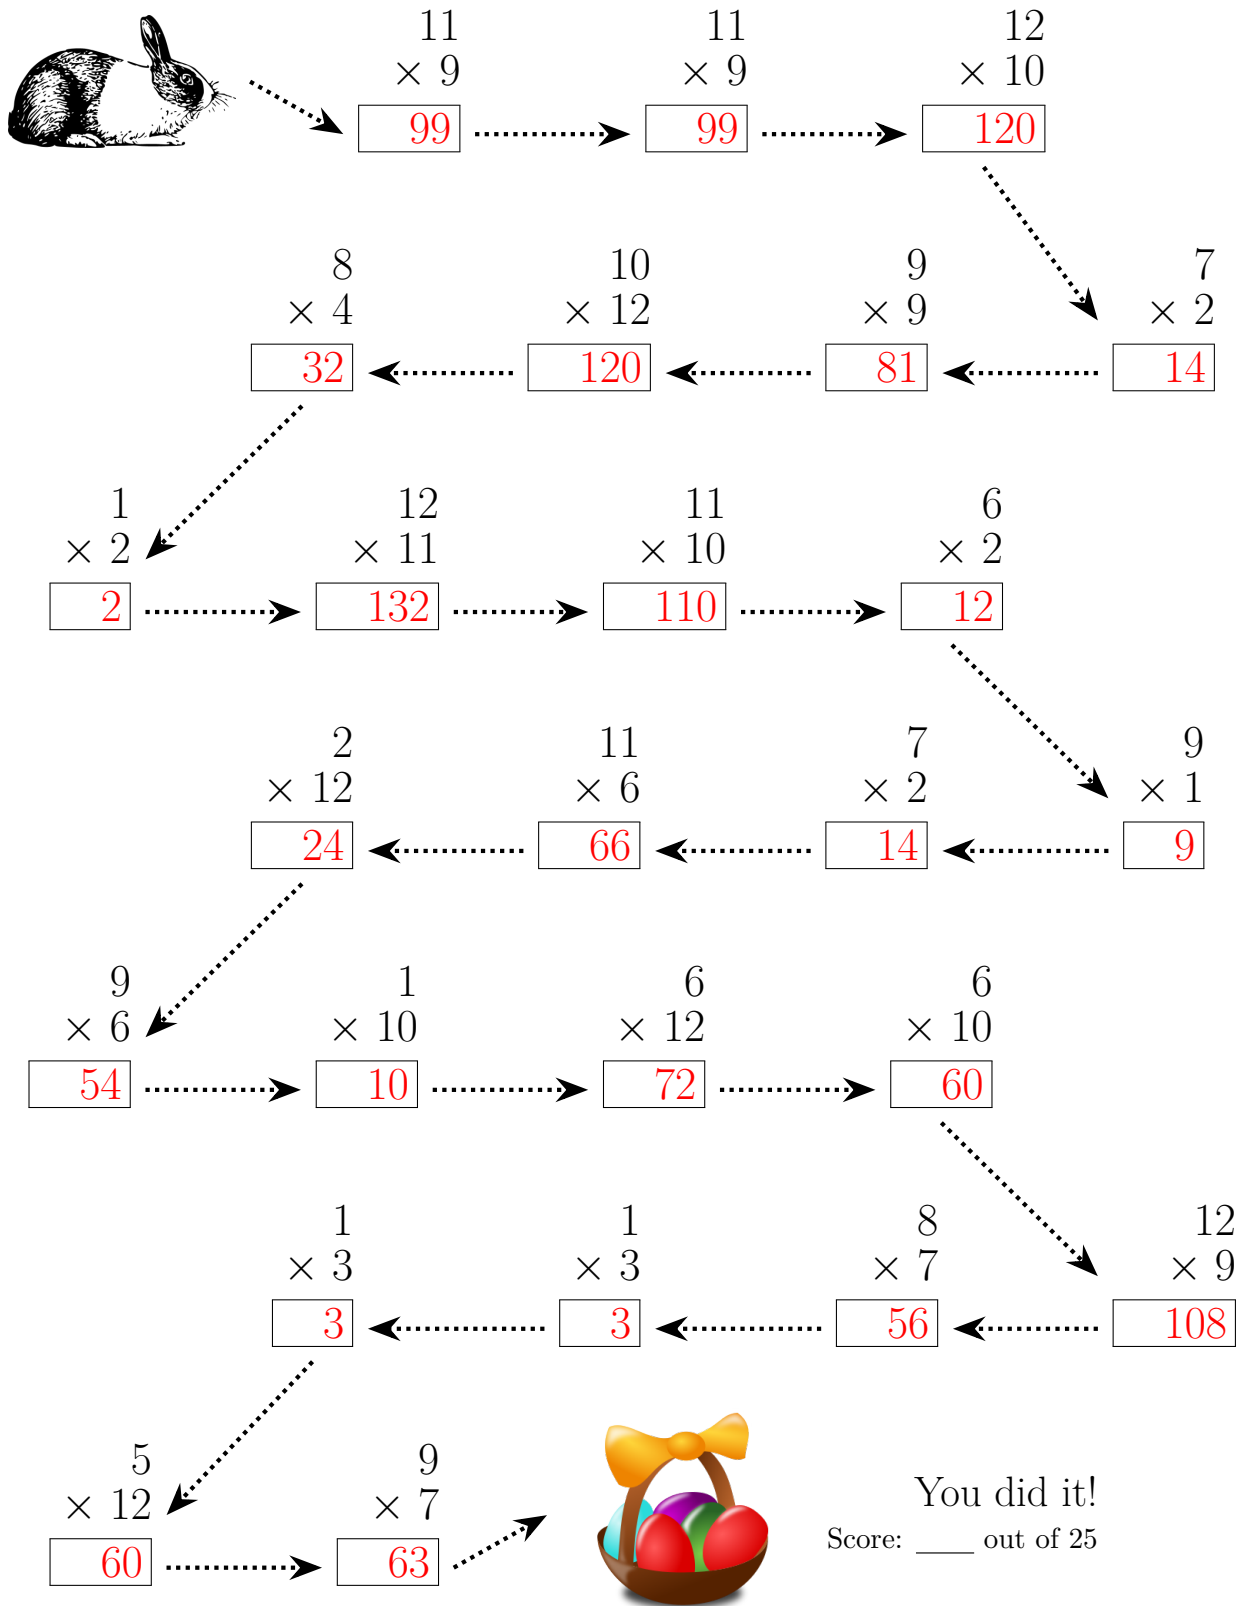 11 11 12
× 9 × 9 × 10
99 99 120
8 10 9 7
× 4 × 12 × 9 × 2
32 120 81 14
1 12 11 6
× 2 × 11 × 10 × 2
2 132 110 12
2 11 7 9
× 12 × 6 × 2 × 1
24 66 14 9
9 1 6 6
× 6 × 10 × 12 × 10
54 10 72 60
1 1 8 12
× 3 × 3 × 7 × 9
3 3 56 108
5 9
× 12 × 7
60 63
You did it!
Score: ____ out of 25